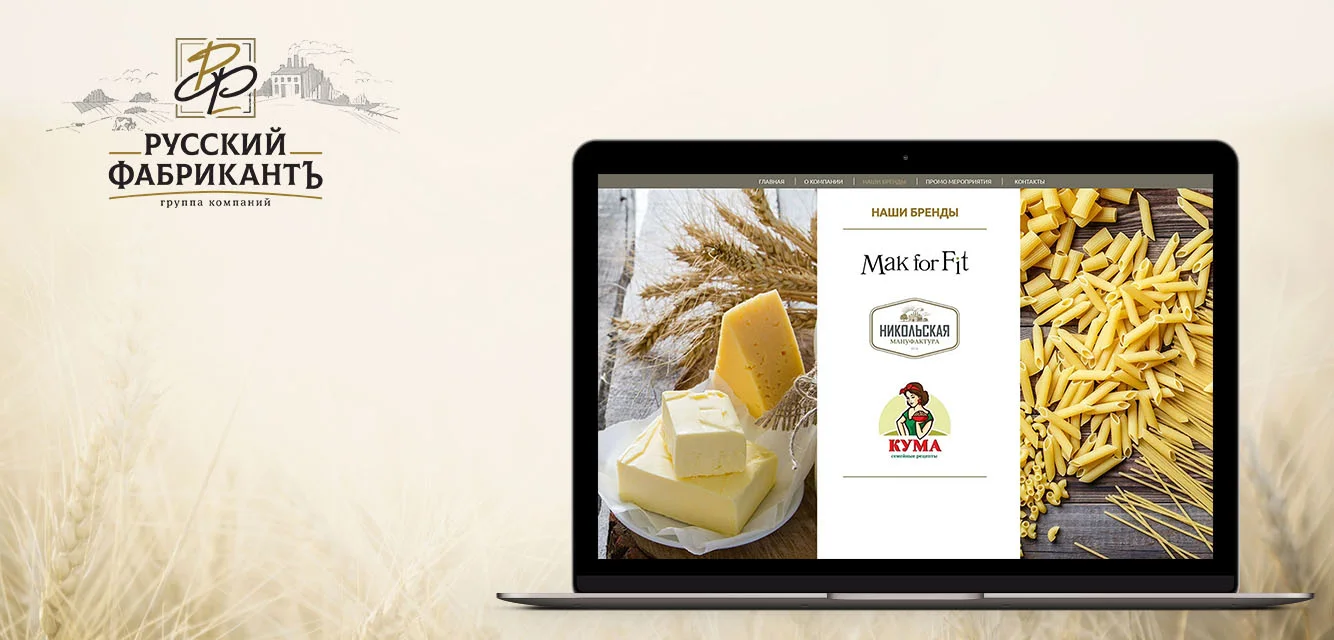 РУССКИЙ
ФАБРИКАНТЪ
группа компаний
ГЛАВНАЯ
О КОМПАНИИ
НАШИ БРЕНДЫ
ПРОМО МЕРОПРИЯТИЯ
КОНТАКТЫ
НАШИ БРЕНДЫ
Мак for Fit
НИКОЛЬСКАЯ
МАНУФАКТУРА
КУМА
семейные рецепты